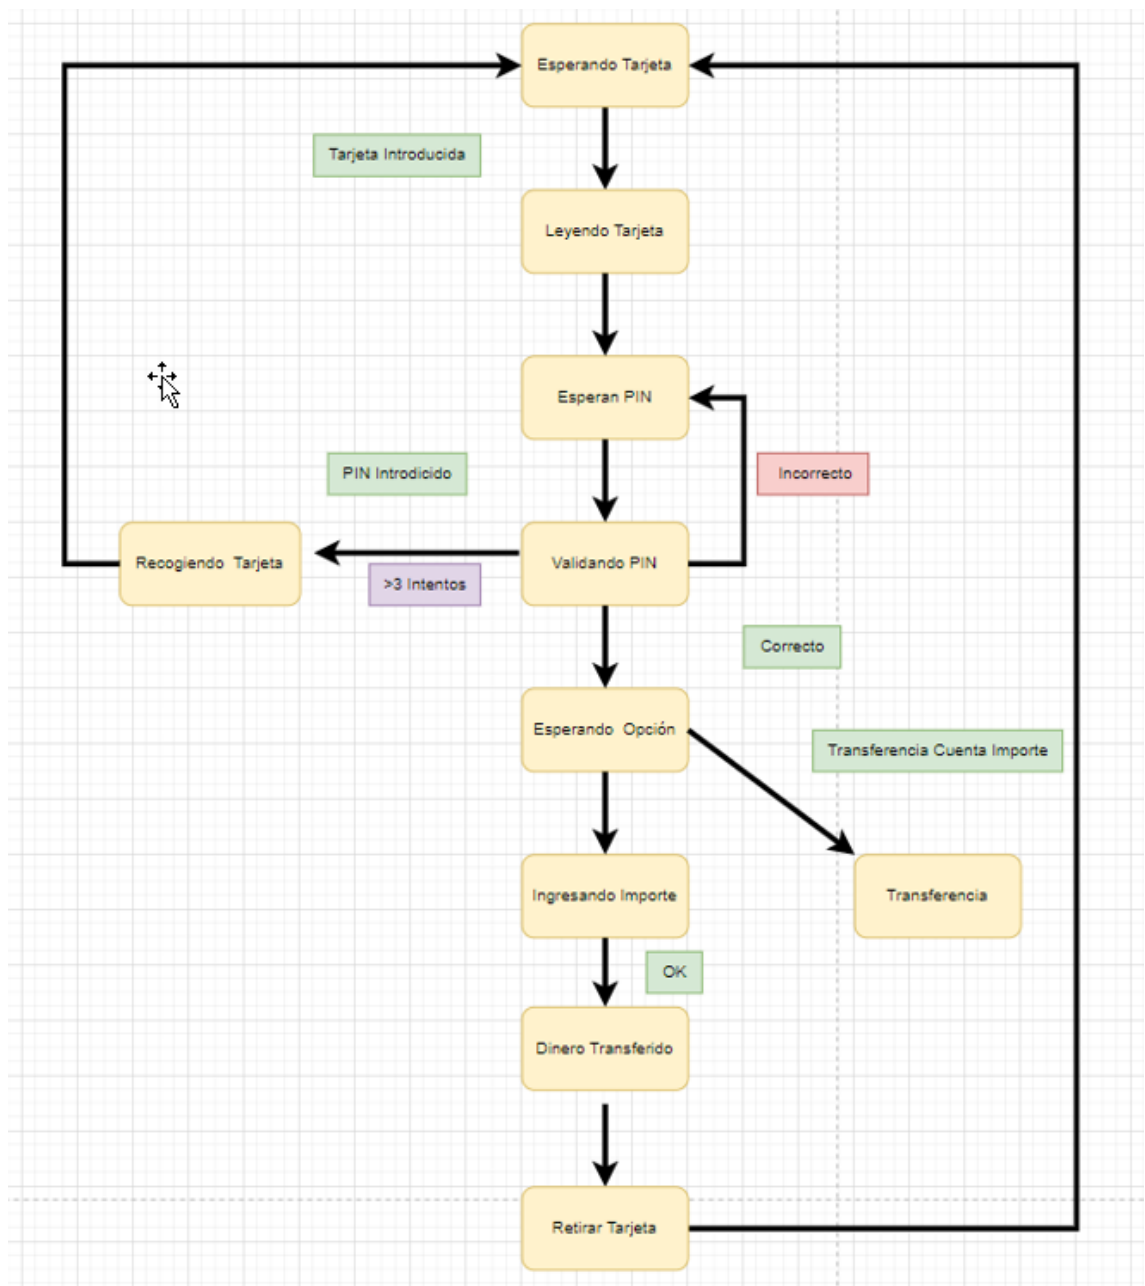 Esperando Tarjeta
Tarjeta Introducida
Leyendo Tarjeta
Esperan PIN
PIN Introdicido
Incorrecto
Recogiendo Tarjeta
Validando PIN
>3 Intentos
Correcto
Esperando Opción
Transferencia Cuenta Importe
Ingresando Importe
Transferencia
OK
Dinero Transferido
Retirar Tarjeta